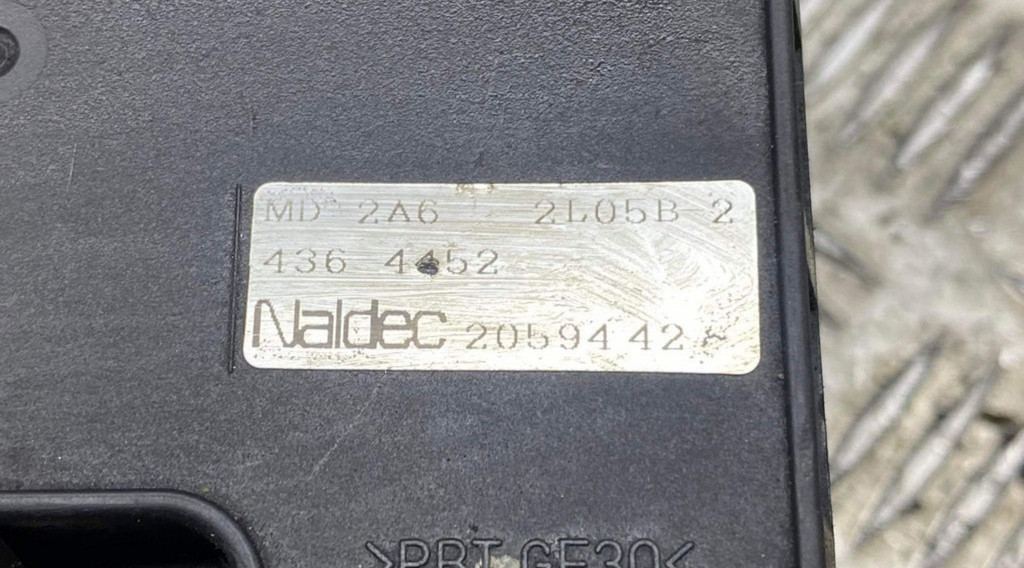 MD 2A6 2L05B 2
436 4452
Naldec 2059442
>PBT GF30<